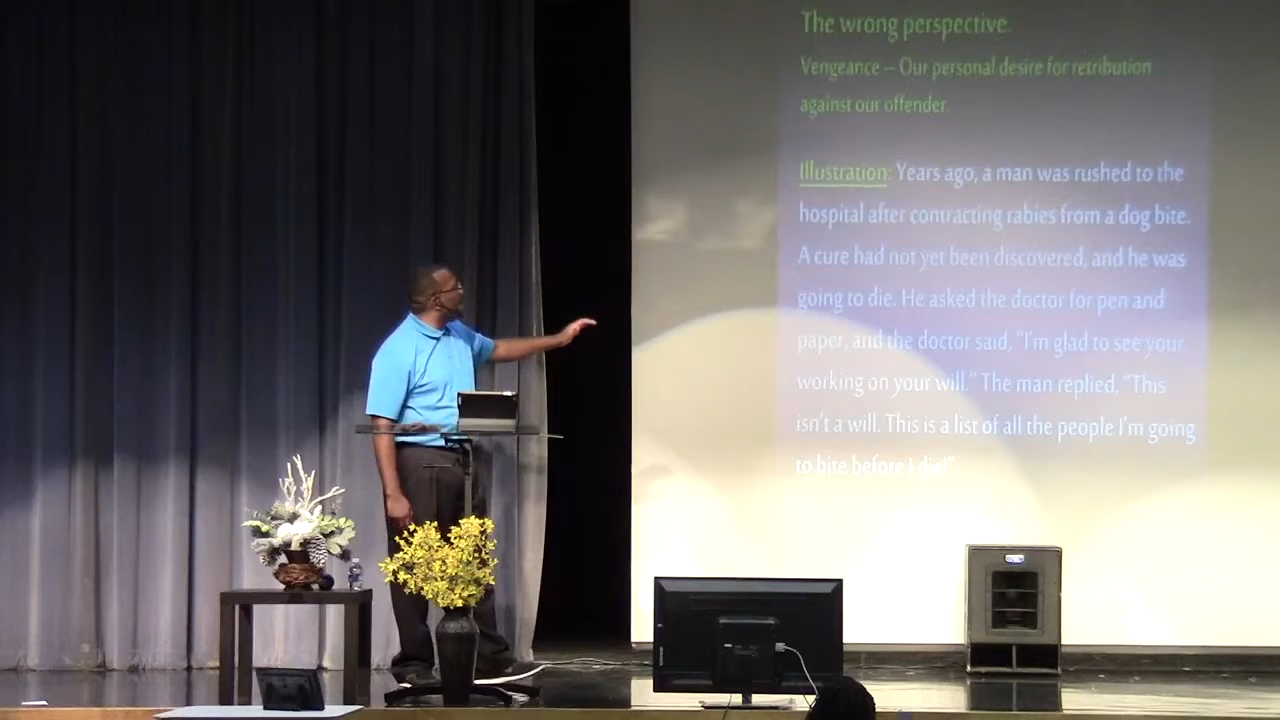 The wrong perspective.
Vengeance – Our personal desire for retribution
against our offender.
Illustration: Years ago, a man was rushed to the
hospital after contracting rabies from a dog bite.
A cure had not yet been discovered, and he was
going to die. He asked the doctor for pen and
paper, and the doctor said, "I'm glad to see your
working on your will." The man replied, "This
isn't a will. This is a list of all the people I'm going
to bite before I die!"